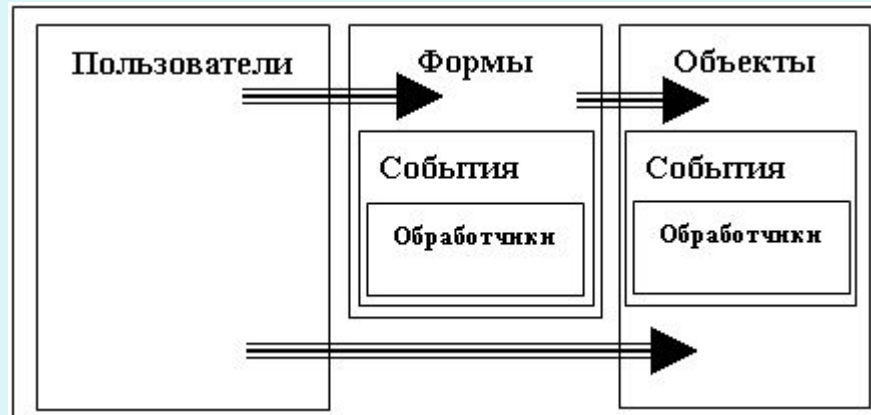 Пользователи
Формы
Объекты
События
События
Обработчики
Обработчики